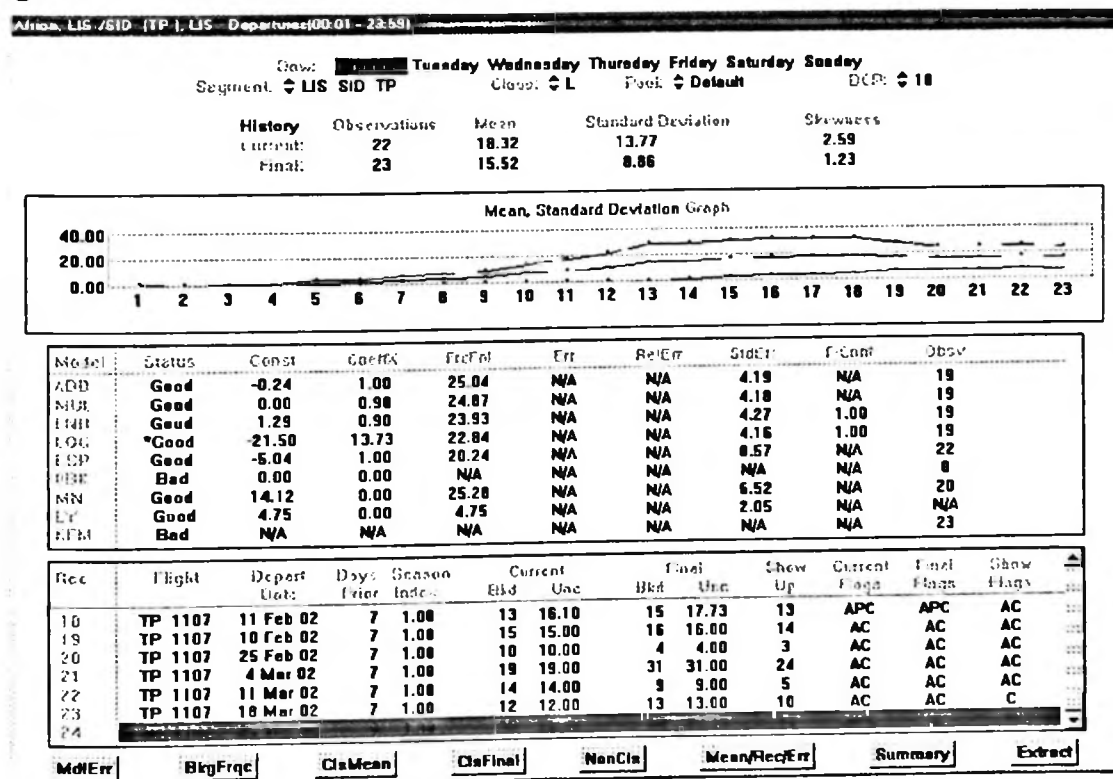 Africa, LIS /SID (TP ), LIS Departures(00:01 - 23:59)
Dow: Tuesday Wednesday Thursday Friday Saturday Sunday
Segment: LIS SID TP Class: L Pool: Default DCP: 18
History Observations Mean Standard Deviation Skewness
Current: 22 18.32 13.77 2.59
Final: 23 15.52 8.86 1.23
Mean, Standard Deviation Graph
40.00
20.00
0.00
1 2 3 4 5 6 7 8 9 10 11 12 13 14 15 16 17 18 19 20 21 22 23
Model Status Const Coeffs FrcFnl Err RelErr StdErr F-Conf Obsv
ADD Good -0.24 1.00 25.04 N/A N/A 4.19 N/A 19
MUL Good 0.00 0.98 24.87 N/A N/A 4.18 N/A 19
Good 1.29 0.90 23.93 N/A N/A 4.27 1.00 19
LOG *Good -21.50 13.73 22.84 N/A N/A 4.16 1.00 19
ESP Good -5.04 1.00 20.24 N/A N/A 8.57 N/A 22
Bad 0.00 0.00 N/A N/A N/A N/A N/A 8
MN Good 14.12 0.00 25.28 N/A N/A 6.52 N/A 20
LY Good 4.75 0.00 4.75 N/A N/A 2.05 N/A N/A
Bad N/A N/A N/A N/A N/A N/A N/A 23
Rec Flight Depart Days Season Current Final Show Current Final Show
Date Prior Index Bkd Unc Bkd Unc Up Flags Flags Flags
18 TP 1107 11 Feb 02 7 1.08 13 16.10 15 17.73 13 APC APC AC
19 TP 1107 18 Feb 02 7 1.08 15 15.00 16 16.00 14 AC AC AC
20 TP 1107 25 Feb 02 7 1.08 10 10.00 4 4.00 3 AC AC AC
21 TP 1107 4 Mar 02 7 1.08 19 19.00 31 31.00 24 AC AC AC
22 TP 1107 11 Mar 02 7 1.08 14 14.00 9 9.00 5 AC AC AC
23 TP 1107 18 Mar 02 7 1.08 12 12.00 13 13.00 10 AC AC C
24
MdlErr BkgFrqc ClsMean ClsFinal NonCls Mean/Rec/Err Summary Extract